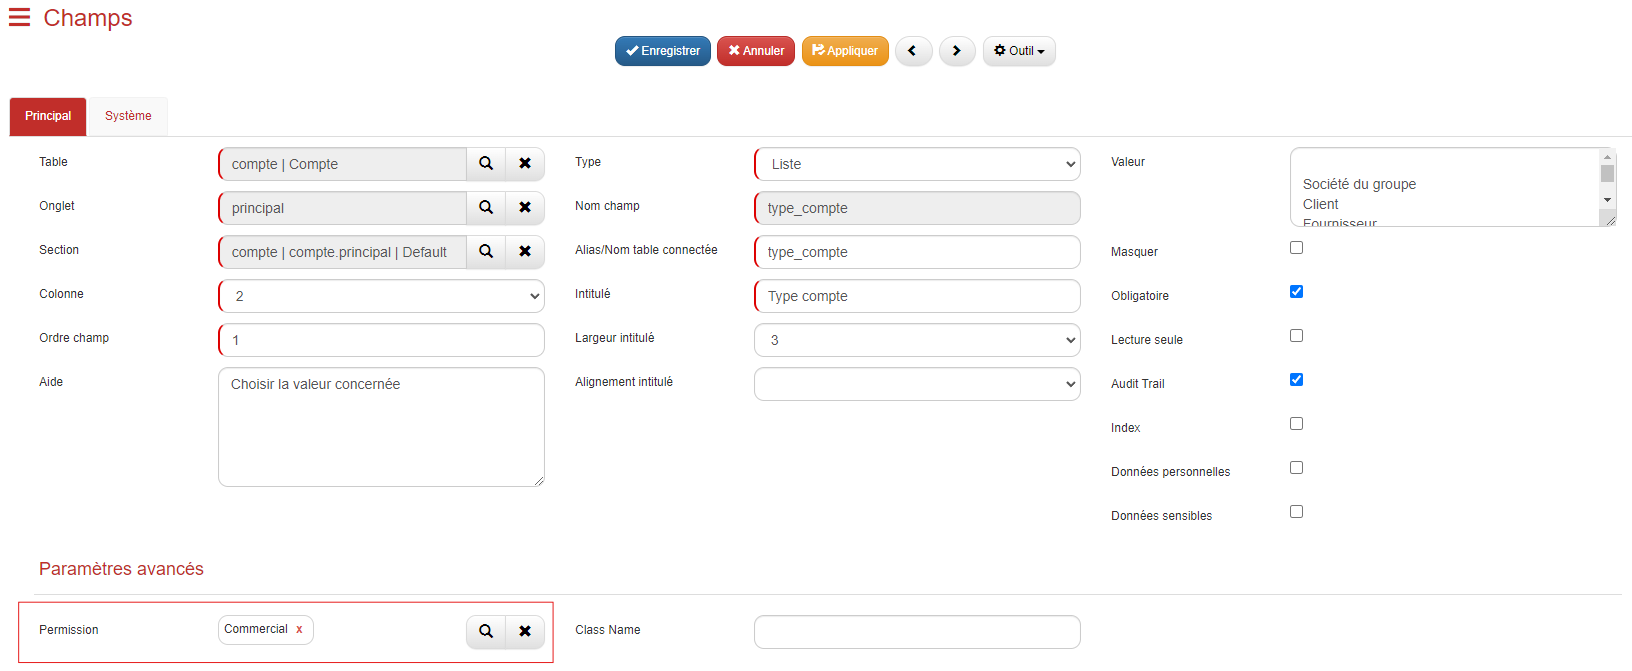 Champs
Enregistrer Annuler Appliquer Outil
Principal Système
Table compte | Compte
Onglet principal
Section compte | compte.principal | Default
Colonne 2
Ordre champ 1
Aide Choisir la valeur concernée
Type Liste
Nom champ type_compte
Alias/Nom table connectée type_compte
Intitulé Type compte
Largeur intitulé 3
Alignement intitulé
Valeur
Société du groupe
Client
Fournisseur
Masquer
Obligatoire
Lecture seule
Audit Trail
Index
Données personnelles
Données sensibles
Paramètres avancés
Permission Commercial x
Class Name